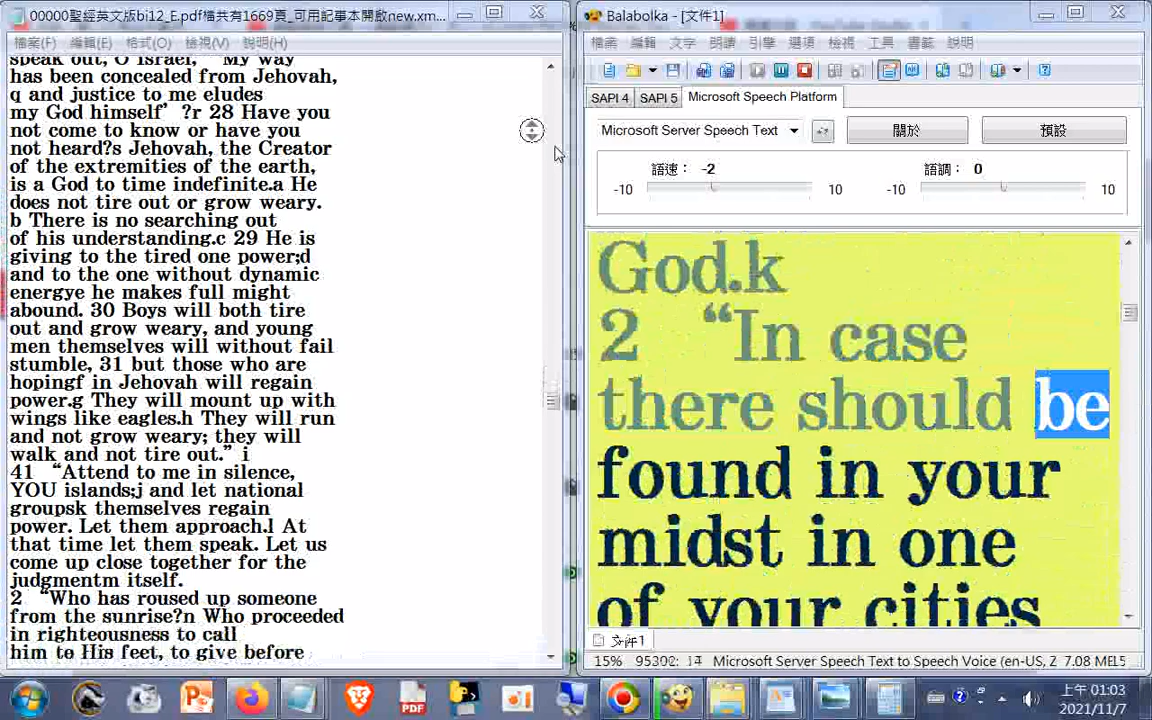 00000聖經英文版bi12_E.pdf檔共有1669頁_可用記事本開啟new.xm...
檔案(F) 編輯(E) 格式(O) 檢視(V) 說明(H)
speak out, O Israel, “My way
has been concealed from Jehovah,
q and justice to me eludes
my God himself’ ?r 28 Have you
not come to know or have you
not heard?s Jehovah, the Creator
of the extremities of the earth,
is a God to time indefinite.a He
does not tire out or grow weary.
b There is no searching out
of his understanding.c 29 He is
giving to the tired one power;d
and to the one without dynamic
energye he makes full might
abound. 30 Boys will both tire
out and grow weary, and young
men themselves will without fail
stumble, 31 but those who are
hopingf in Jehovah will regain
power.g They will mount up with
wings like eagles.h They will run
and not grow weary; they will
walk and not tire out.” i
41 “Attend to me in silence,
YOU islands;j and let national
groupsk themselves regain
power. Let them approach.l At
that time let them speak. Let us
come up close together for the
judgmentm itself.
2 “Who has roused up someone
from the sunrise?n Who proceeded
in righteousness to call
him to His feet, to give before
Balabolka - [文件1]
檔案 編輯 文字 朗讀 引擎 選項 檢視 工具 書籤 說明
SAPI 4 SAPI 5 Microsoft Speech Platform
Microsoft Server Speech Text 關於 預設
語速： -2 語調： 0
-10 10 -10 10
God.k
2 “In case
there should be
found in your
midst in one
of your cities
文件1
15% 95392: 14 Microsoft Server Speech Text to Speech Voice (en-US, Z 7.08 MEL5
PDF
上午 01:03
2021/11/7